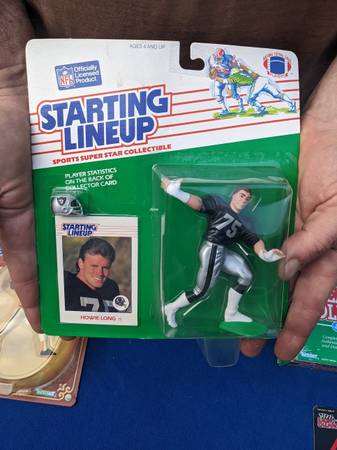 AGES 4 AND UP
NFL
Officially
Licensed
Product
STARTING
LINEUP
SPORTS SUPER STAR COLLECTIBLE
PLAYER STATISTICS
ON THE BACK OF
COLLECTOR CARD
STARTING
LINEUP
75
HOWIE LONG
Kenner